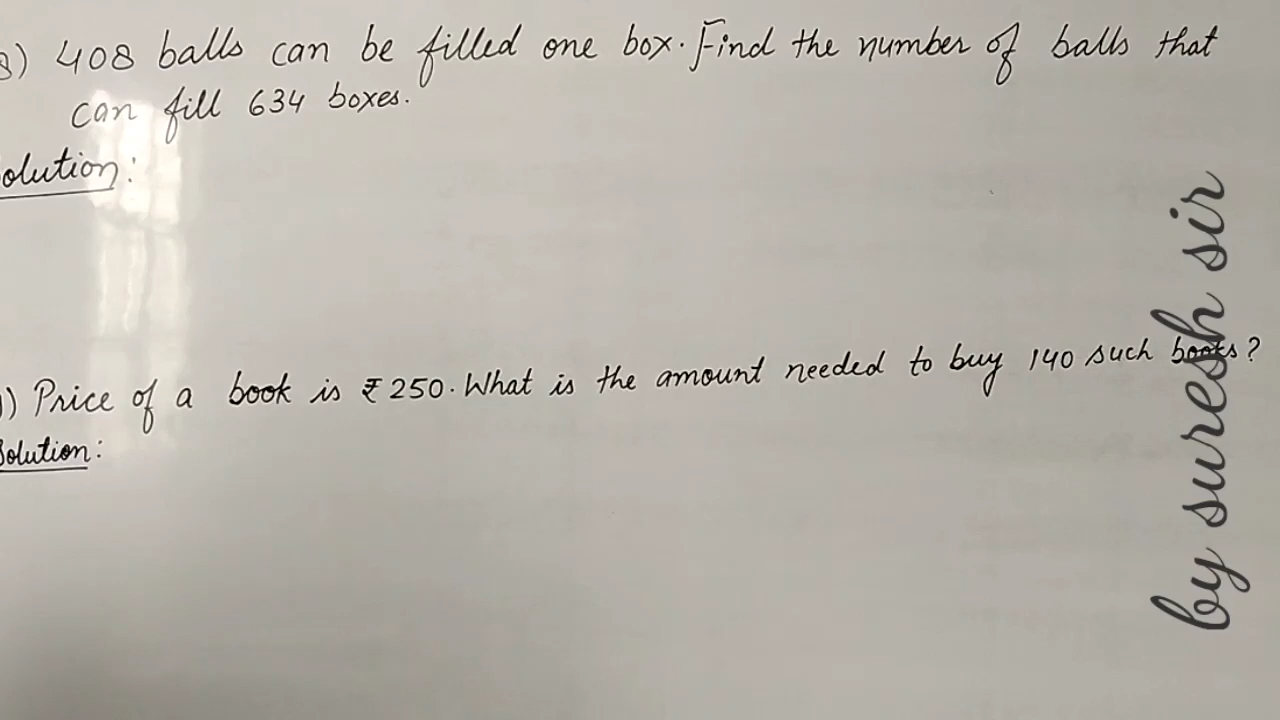 3) 408 balls can be filled one box. Find the number of balls that
can fill 634 boxes.
olution:
) Price of a book is ₹250. What is the amount needed to buy 140 such books?
Solution:
by suresh sir